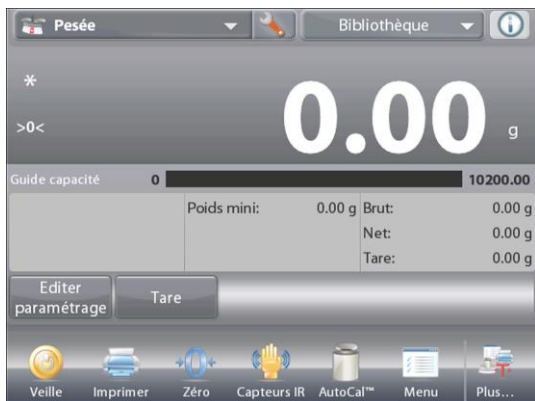 Pesée
Bibliothèque
*
>0<
0.00 g
Guide capacité 0 10200.00
Poids mini: 0.00 g Brut: 0.00 g
Net: 0.00 g
Tare: 0.00 g
Editer
paramétrage
Tare
Veille Imprimer Zéro Capteurs IR AutoCal™ Menu Plus...